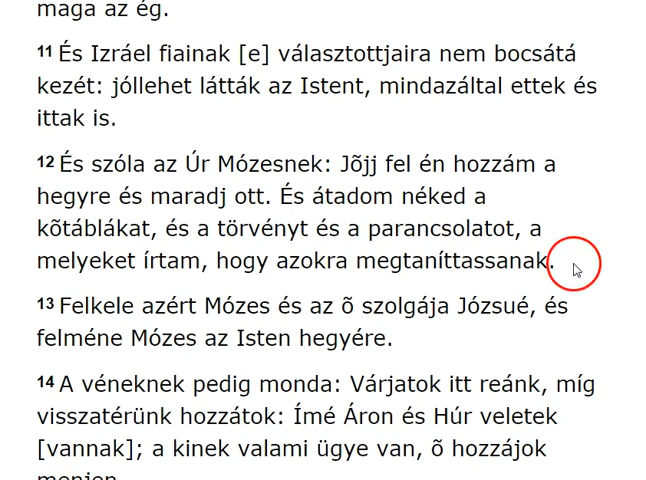 maga az ég.
11 És Izráel fiainak [e] választottjaira nem bocsátá
kezét: jóllehet látták az Istent, mindazáltal ettek és
ittak is.
12 És szóla az Úr Mózesnek: Jõjj fel én hozzám a
hegyre és maradj ott. És átadom néked a
kõtáblákat, és a törvényt és a parancsolatot, a
melyeket írtam, hogy azokra megtaníttassanak.
13 Felkele azért Mózes és az õ szolgája Józsué, és
felméne Mózes az Isten hegyére.
14 A véneknek pedig monda: Várjatok itt reánk, míg
visszatérünk hozzátok: Ímé Áron és Húr veletek
[vannak]; a kinek valami ügye van, õ hozzájok
menjen.